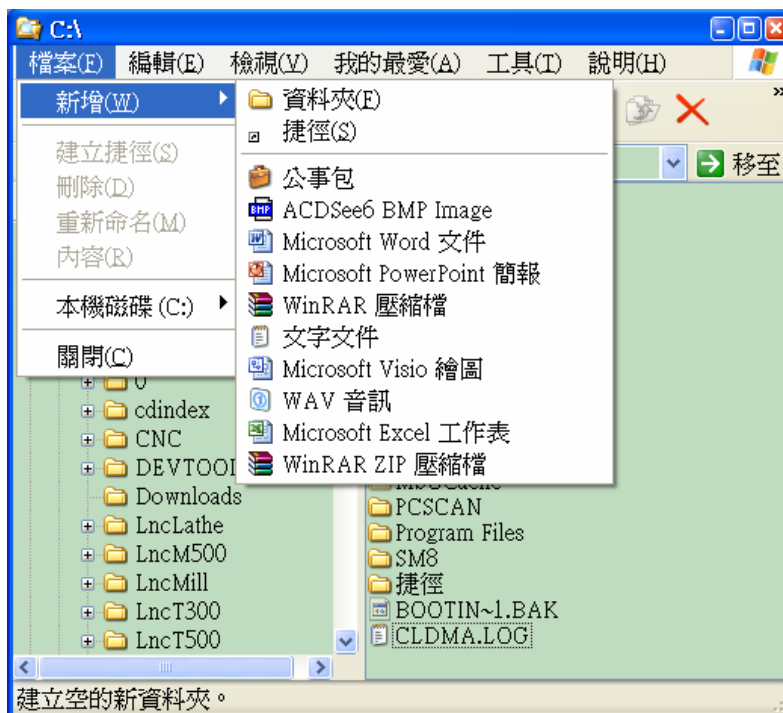 C:\
檔案(F) 編輯(E) 檢視(V) 我的最愛(A) 工具(T) 說明(H)
新增(W)
建立捷徑(S)
刪除(D)
重新命名(M)
內容(R)
本機磁碟 (C:)
關閉(C)
資料夾(F)
捷徑(S)
公事包
ACDSee6 BMP Image
Microsoft Word 文件
Microsoft PowerPoint 簡報
WinRAR 壓縮檔
文字文件
Microsoft Visio 繪圖
WAV 音訊
Microsoft Excel 工作表
WinRAR ZIP 壓縮檔
移至
cdindex
CNC
DEVTOOL
Downloads
LncLathe
LncM500
LncMill
LncT300
LncT500
PCSCAN
Program Files
SM8
捷徑
BOOTIN~1.BAK
CLDMA.LOG
建立空的新資料夾。